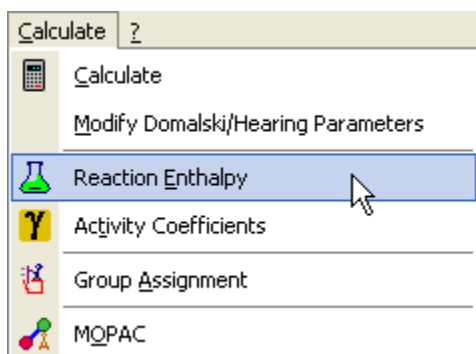 Calculate ?
Calculate
Modify Domalski/Hearing Parameters
Reaction Enthalpy
γ Activity Coefficients
Group Assignment
MOPAC